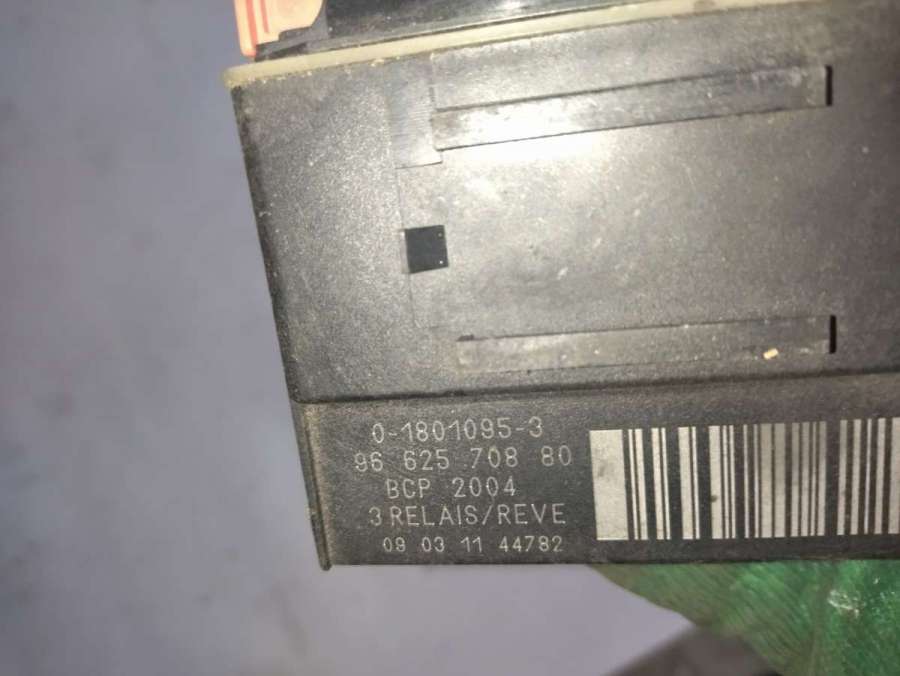 0-1801095-3
96 625 708 80
BCP 2004
3 RELAIS/REVE
09 03 11 44782